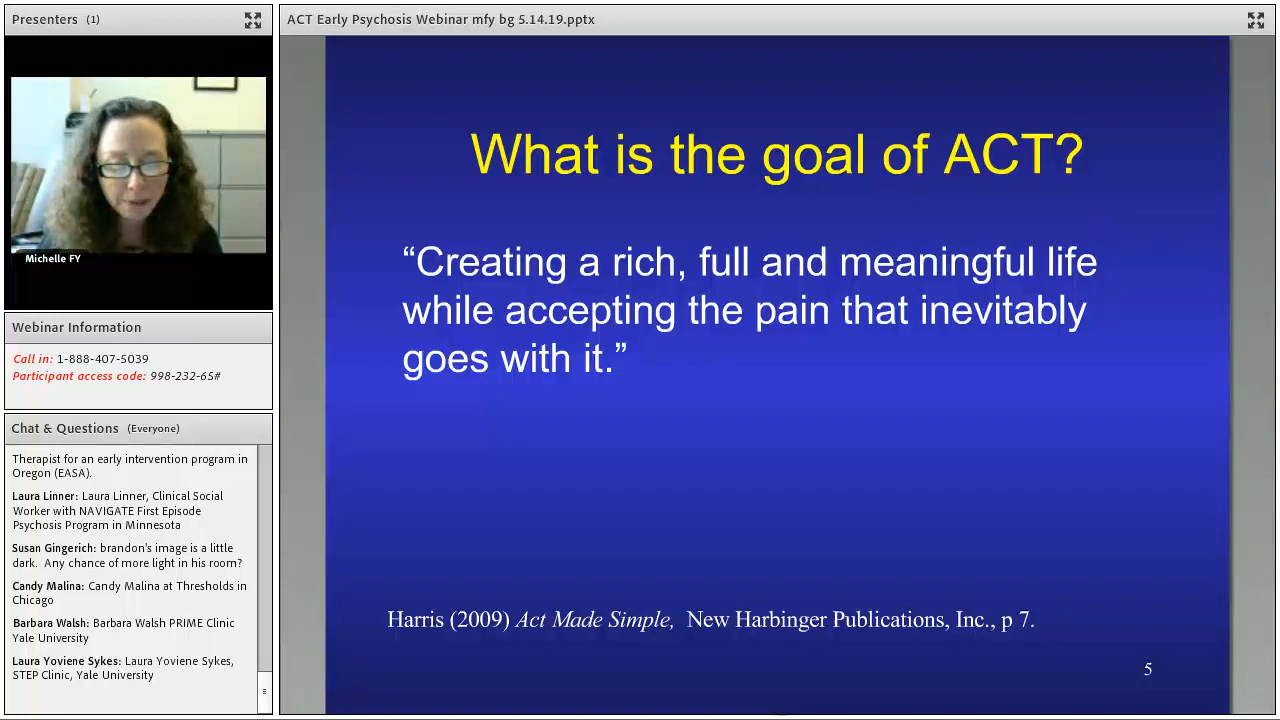 Presenters (1)
Michelle FY
Webinar Information
Call in: 1-888-407-5039
Participant access code: 998-232-65#
Chat & Questions (Everyone)
Therapist for an early intervention program in
Oregon (EASA).
Laura Linner: Laura Linner, Clinical Social
Worker with NAVIGATE First Episode
Psychosis Program in Minnesota
Susan Gingerich: brandon's image is a little
dark. Any chance of more light in his room?
Candy Malina: Candy Malina at Thresholds in
Chicago
Barbara Walsh: Barbara Walsh PRIME Clinic
Yale University
Laura Yoviene Sykes: Laura Yoviene Sykes,
STEP Clinic, Yale University
ACT Early Psychosis Webinar mfy bg 5.14.19.pptx
What is the goal of ACT?
“Creating a rich, full and meaningful life
while accepting the pain that inevitably
goes with it.”
Harris (2009) Act Made Simple, New Harbinger Publications, Inc., p 7.
5